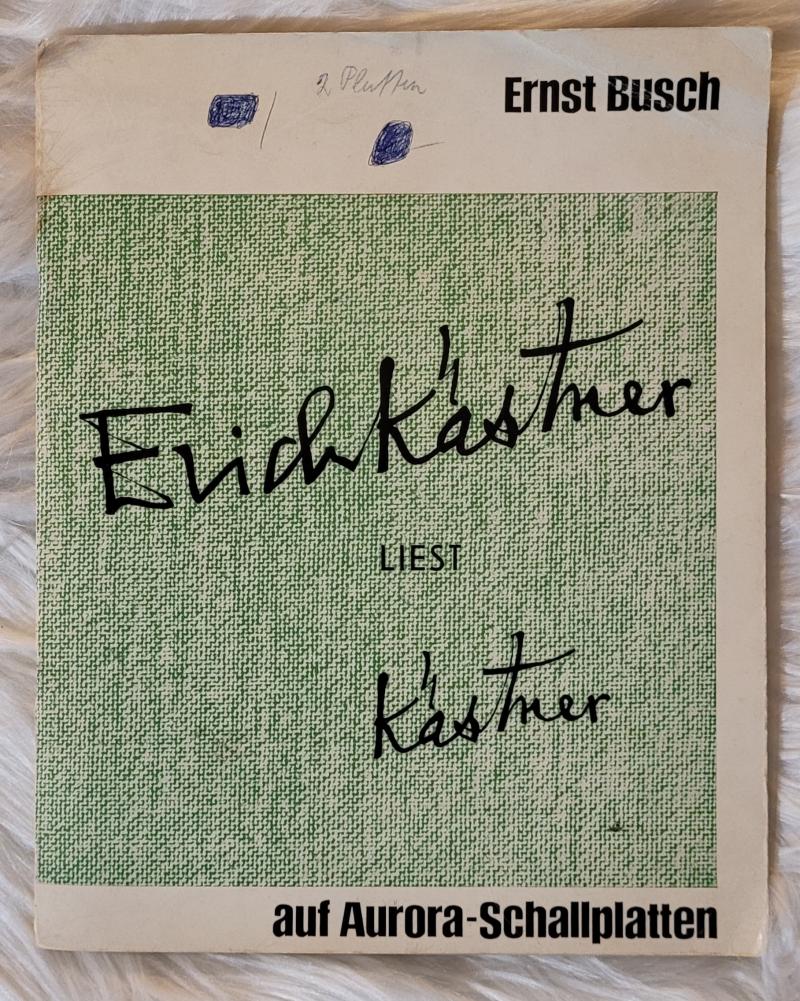 2 Platten
Ernst Busch
Erich Kästner
LIEST
Kästner
auf Aurora-Schallplatten